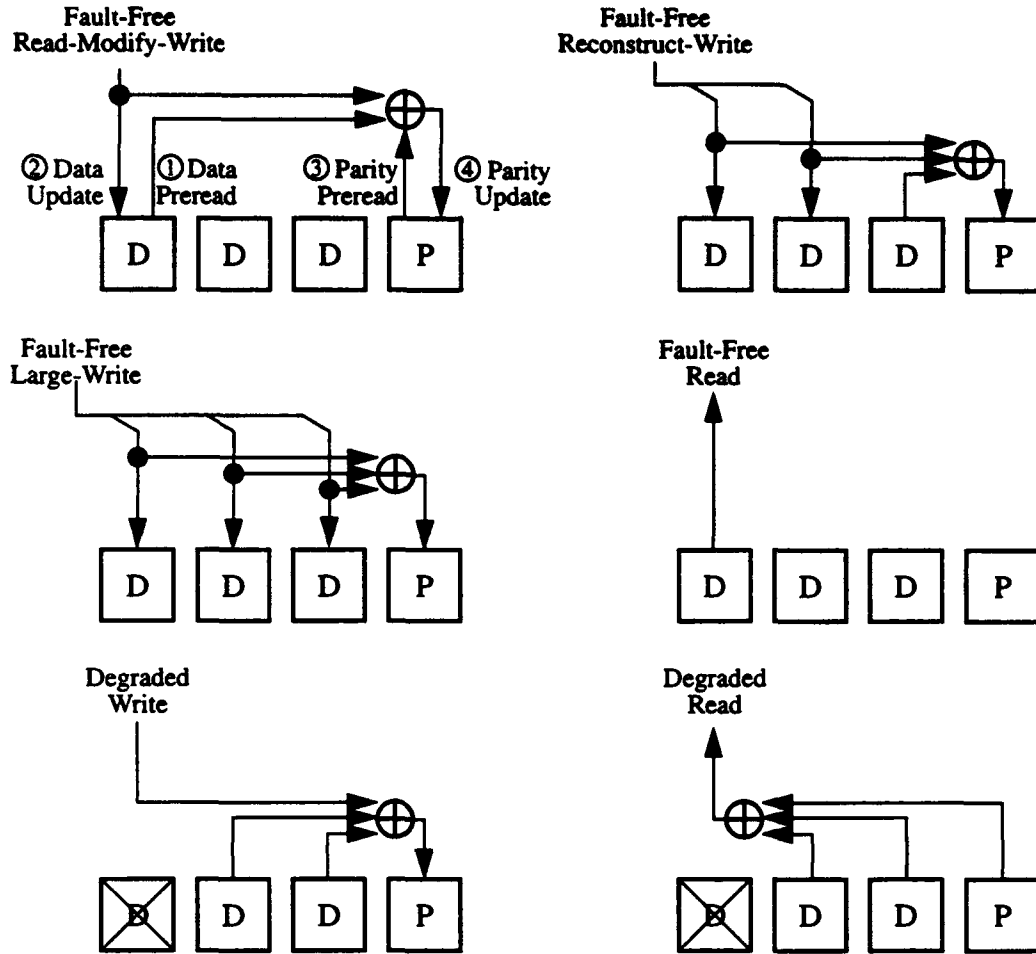 Fault-Free
Read-Modify-Write
② Data
Update
① Data
Preread
③ Parity
Preread
④ Parity
Update
D D D P
Fault-Free
Reconstruct-Write
D D D P
Fault-Free
Large-Write
D D D P
Fault-Free
Read
D D D P
Degraded
Write
D D D P
Degraded
Read
D D D P